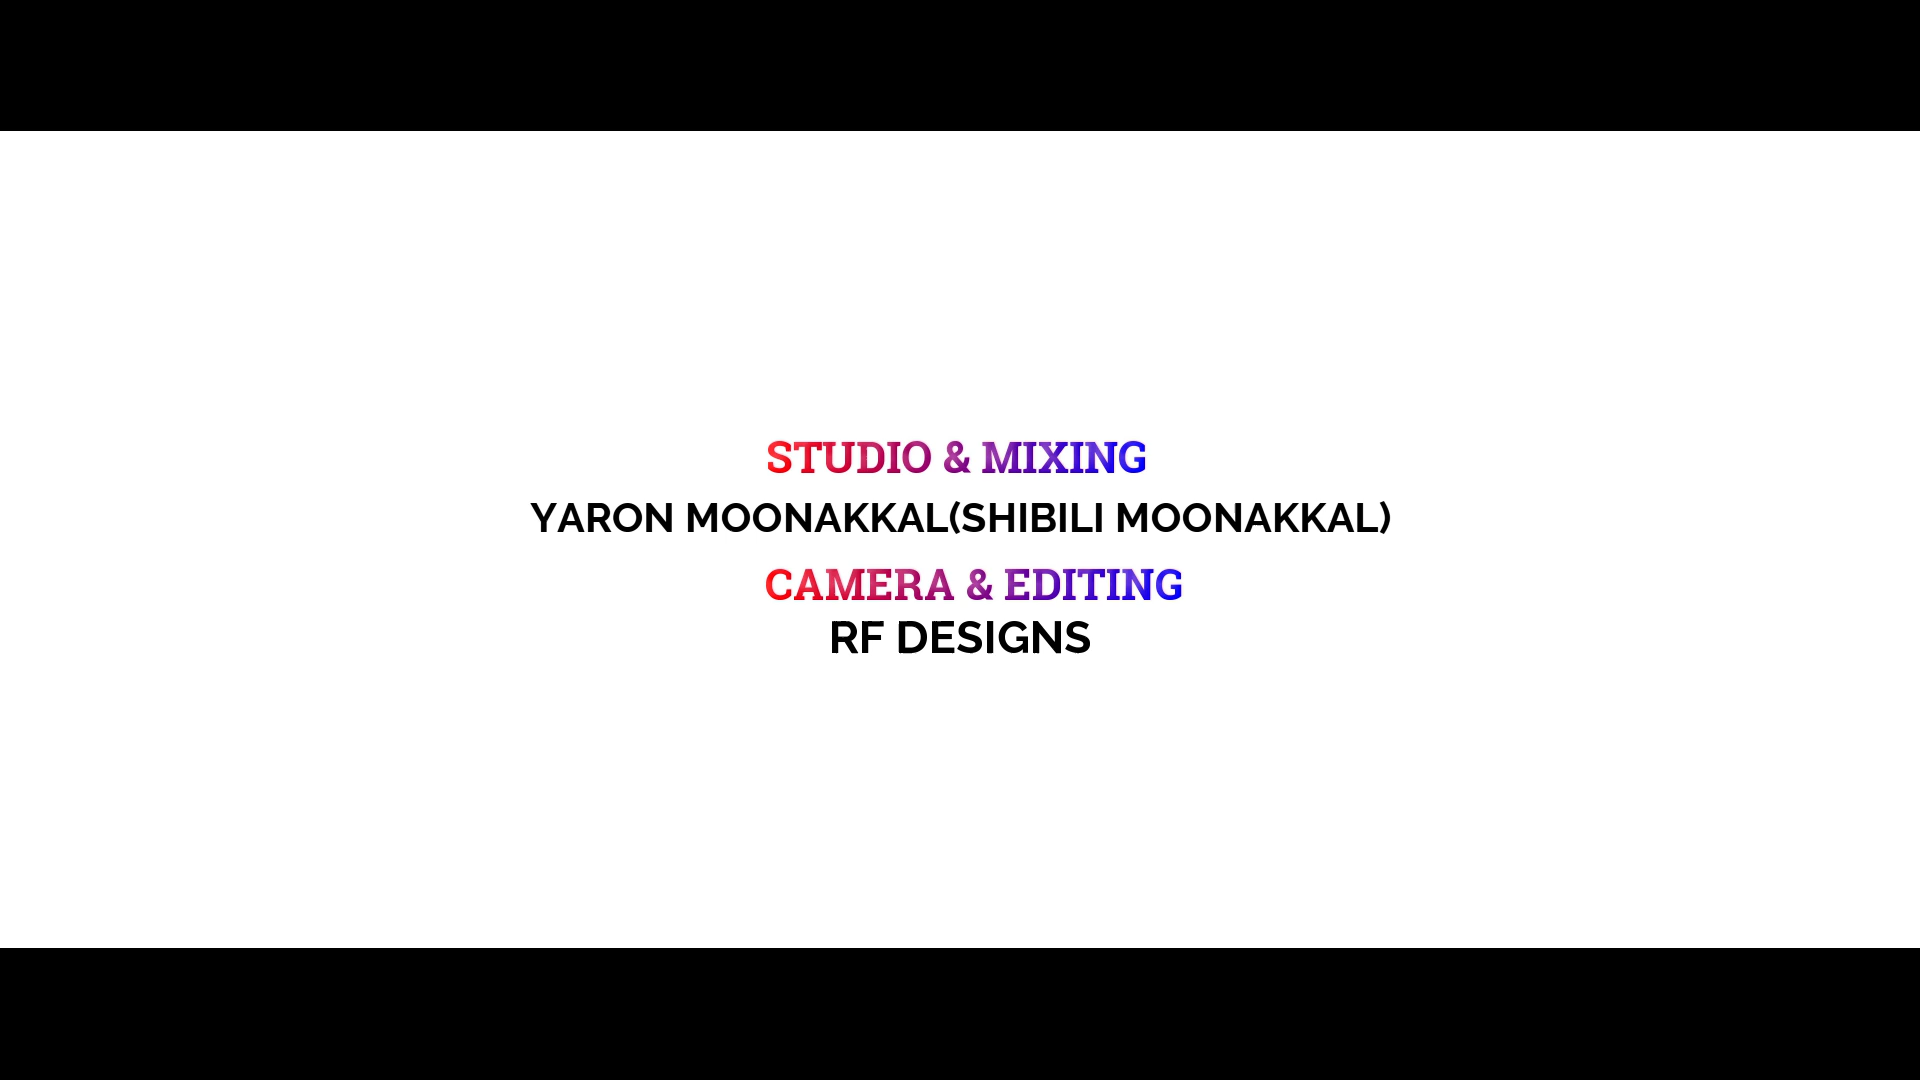 STUDIO & MIXING
YARON MOONAKKAL(SHIBILI MOONAKKAL)
CAMERA & EDITING
RF DESIGNS